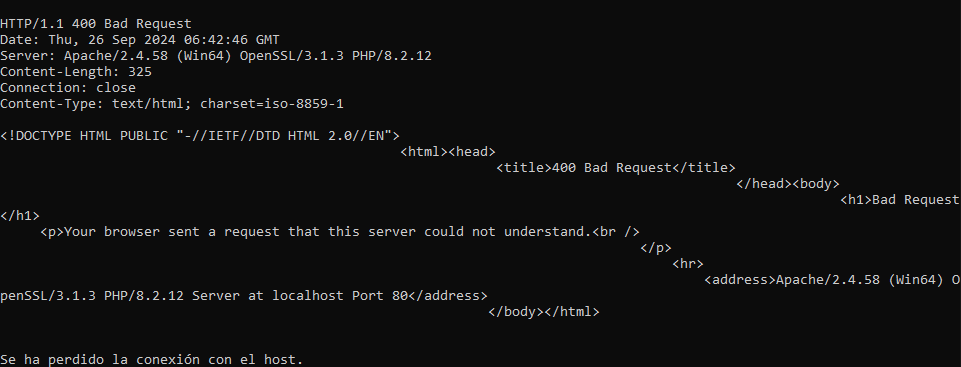 HTTP/1.1 400 Bad Request
Date: Thu, 26 Sep 2024 06:42:46 GMT
Server: Apache/2.4.58 (Win64) OpenSSL/3.1.3 PHP/8.2.12
Content-Length: 325
Connection: close
Content-Type: text/html; charset=iso-8859-1
<!DOCTYPE HTML PUBLIC "-//IETF//DTD HTML 2.0//EN">
<html><head>
<title>400 Bad Request</title>
</head><body>
<h1>Bad Request
</h1>
<p>Your browser sent a request that this server could not understand.<br />
</p>
<hr>
<address>Apache/2.4.58 (Win64) O
penSSL/3.1.3 PHP/8.2.12 Server at localhost Port 80</address>
</body></html>
Se ha perdido la conexión con el host.